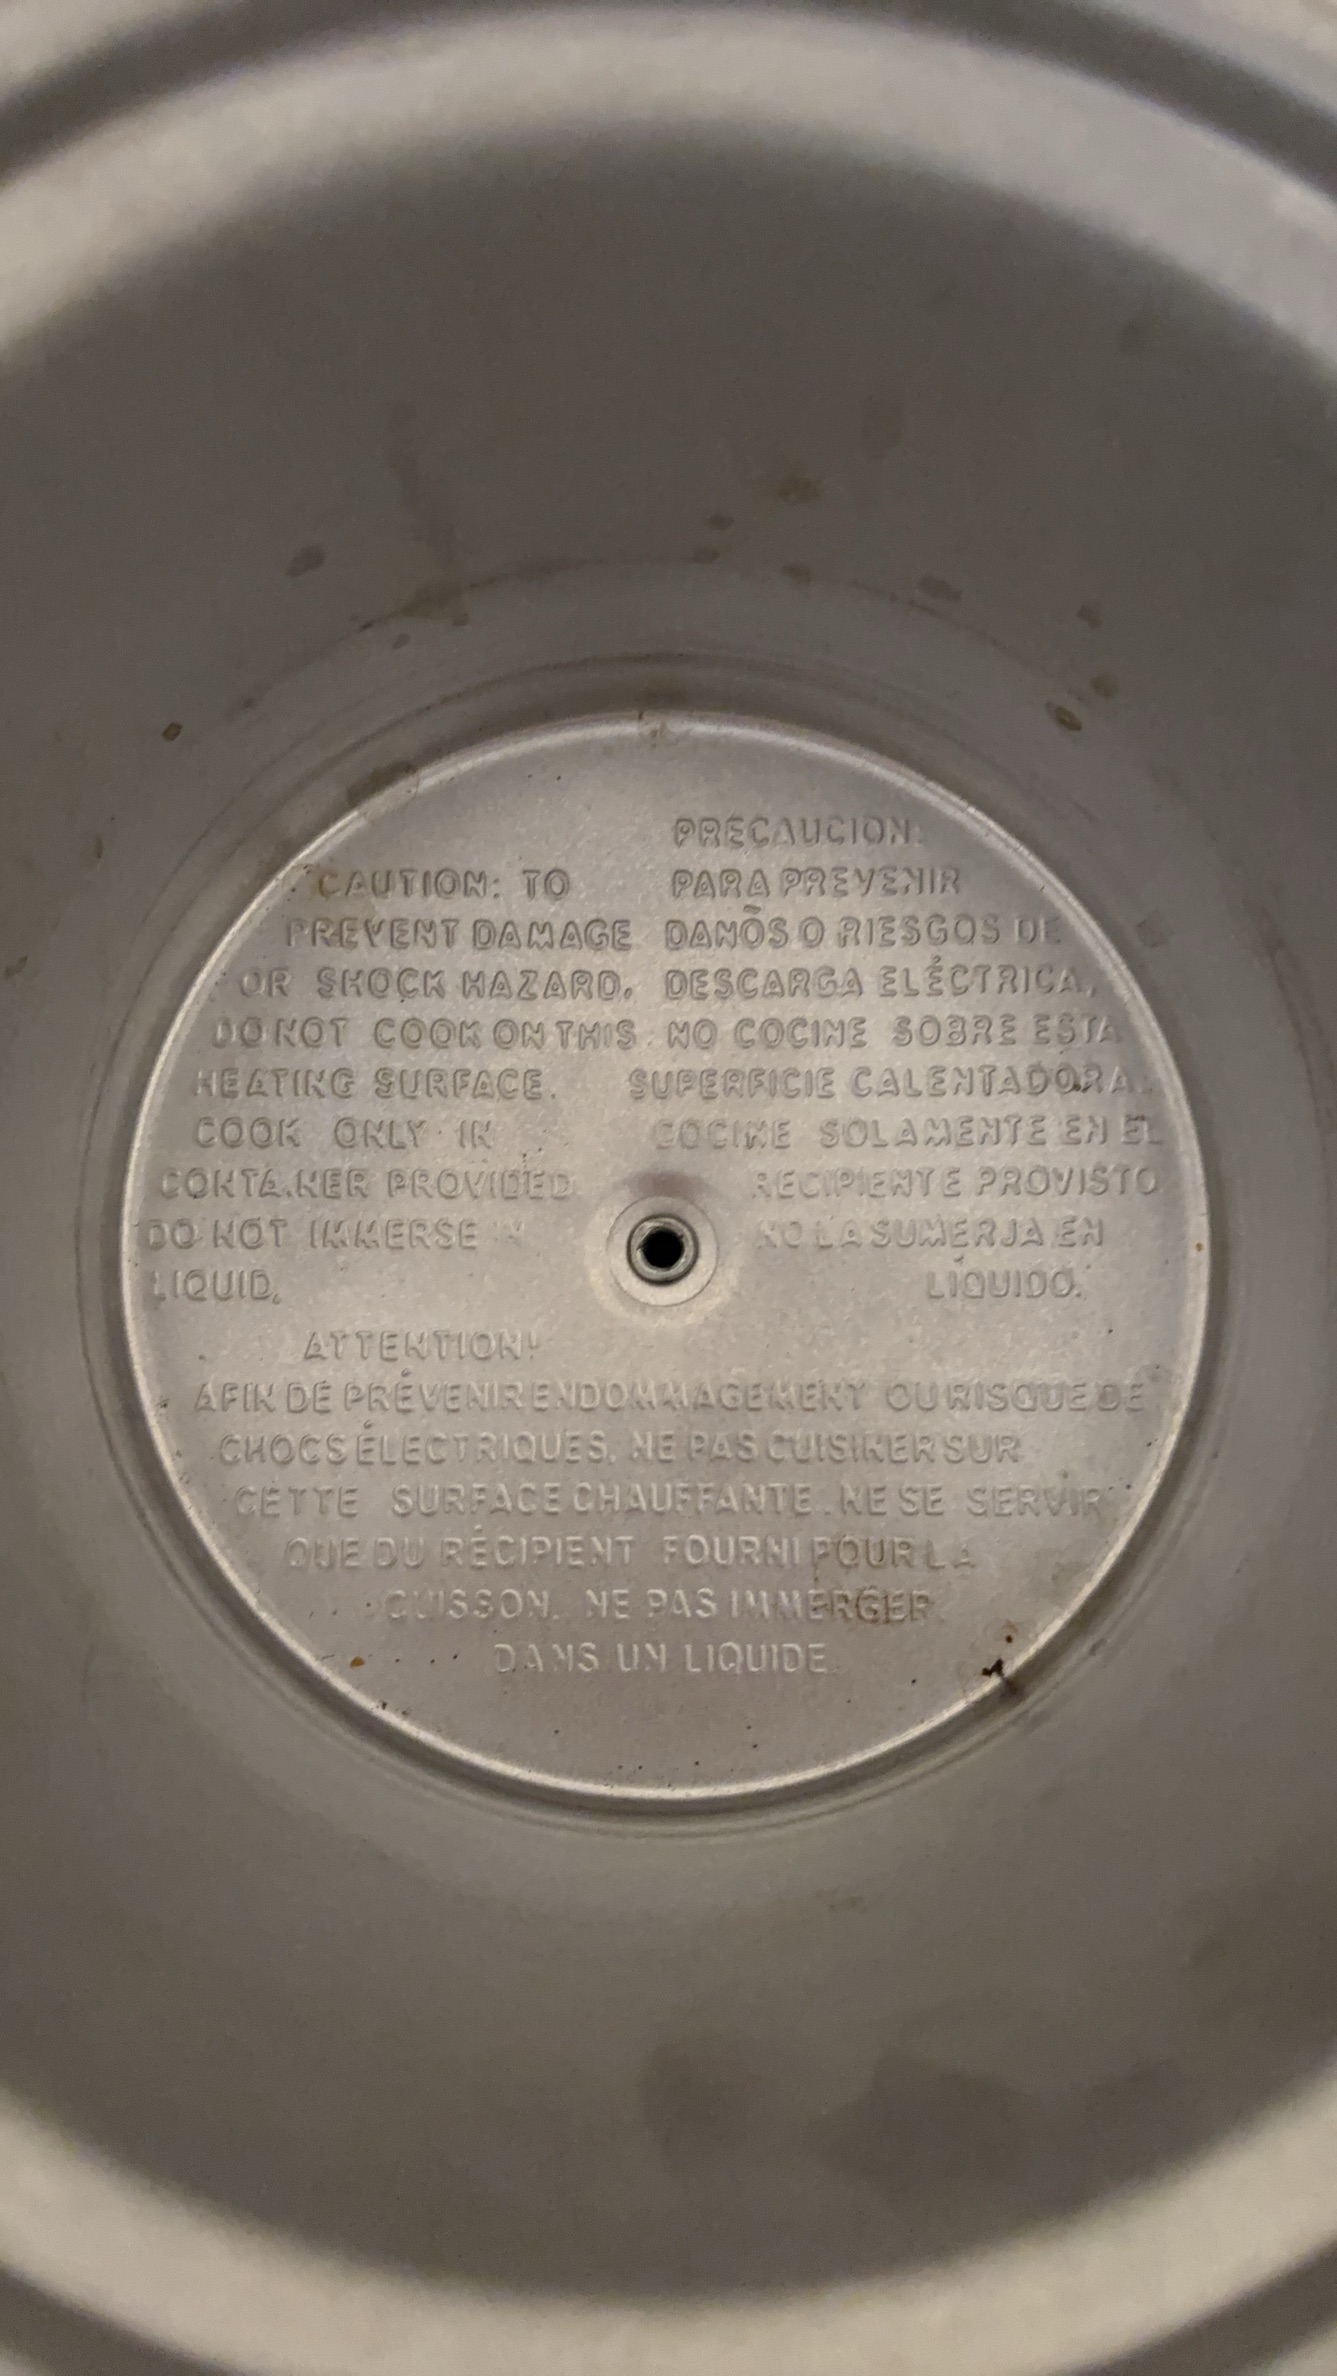 CAUTION: TO
PREVENT DAMAGE
OR SHOCK HAZARD,
DO NOT COOK ON THIS
HEATING SURFACE.
COOK ONLY IN
CONTAINER PROVIDED
DO NOT IMMERSE IN
LIQUID.
PRECAUCION:
PARA PREVENIR
DANÕS O RIESGOS DE
DESCARGA ELÉCTRICA,
NO COCINE SOBRE ESTA
SUPERFICIE CALENTADORA.
COCINE SOLAMENTE EN EL
RECIPIENTE PROVISTO
NO LA SUMERJA EN
LÍQUIDO.
ATTENTION!
AFIN DE PRÉVENIR ENDOMMAGEMENT OU RISQUE DE
CHOCS ÉLECTRIQUES, NE PAS CUISINER SUR
CETTE SURFACE CHAUFFANTE. NE SE SERVIR
QUE DU RÉCIPIENT FOURNI POUR LA
CUISSON. NE PAS IMMERGER
DANS UN LIQUIDE.